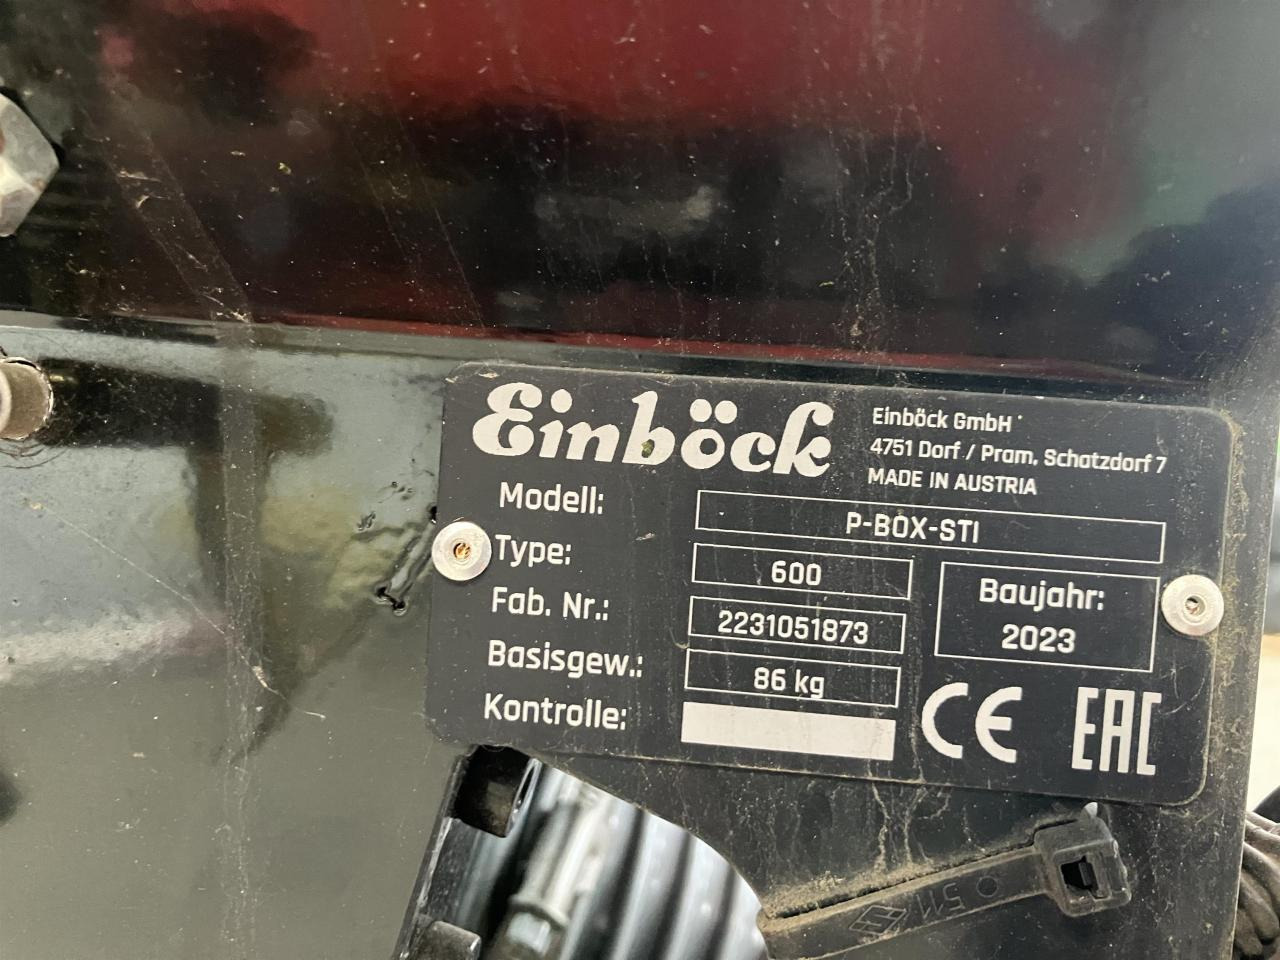 Einböck
Einböck GmbH
4751 Dorf / Pram, Schatzdorf 7
MADE IN AUSTRIA
Modell: P-BOX-STI
Type: 600
Fab. Nr.: 2231051873
Baujahr:
2023
Basisgew.: 86 kg
Kontrolle:
CE EAC
511